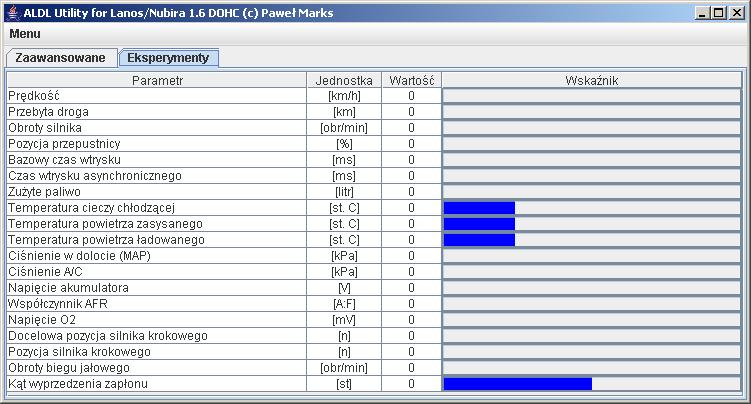 ALDL Utility for Lanos/Nubira 1.6 DOHC (c) Paweł Marks
Menu
Zaawansowane Eksperymenty
Parametr Jednostka Wartość Wskaźnik
Prędkość [km/h] 0
Przebyta droga [km] 0
Obroty silnika [obr/min] 0
Pozycja przepustnicy [%] 0
Bazowy czas wtrysku [ms] 0
Czas wtrysku asynchronicznego [ms] 0
Zużyte paliwo [litr] 0
Temperatura cieczy chłodzącej [st. C] 0
Temperatura powietrza zasysanego [st. C] 0
Temperatura powietrza ładowanego [st. C] 0
Ciśnienie w dolocie (MAP) [kPa] 0
Ciśnienie A/C [kPa] 0
Napięcie akumulatora [V] 0
Współczynnik AFR [A:F] 0
Napięcie O2 [mV] 0
Docelowa pozycja silnika krokowego [n] 0
Pozycja silnika krokowego [n] 0
Obroty biegu jałowego [obr/min] 0
Kąt wyprzedzenia zapłonu [st] 0